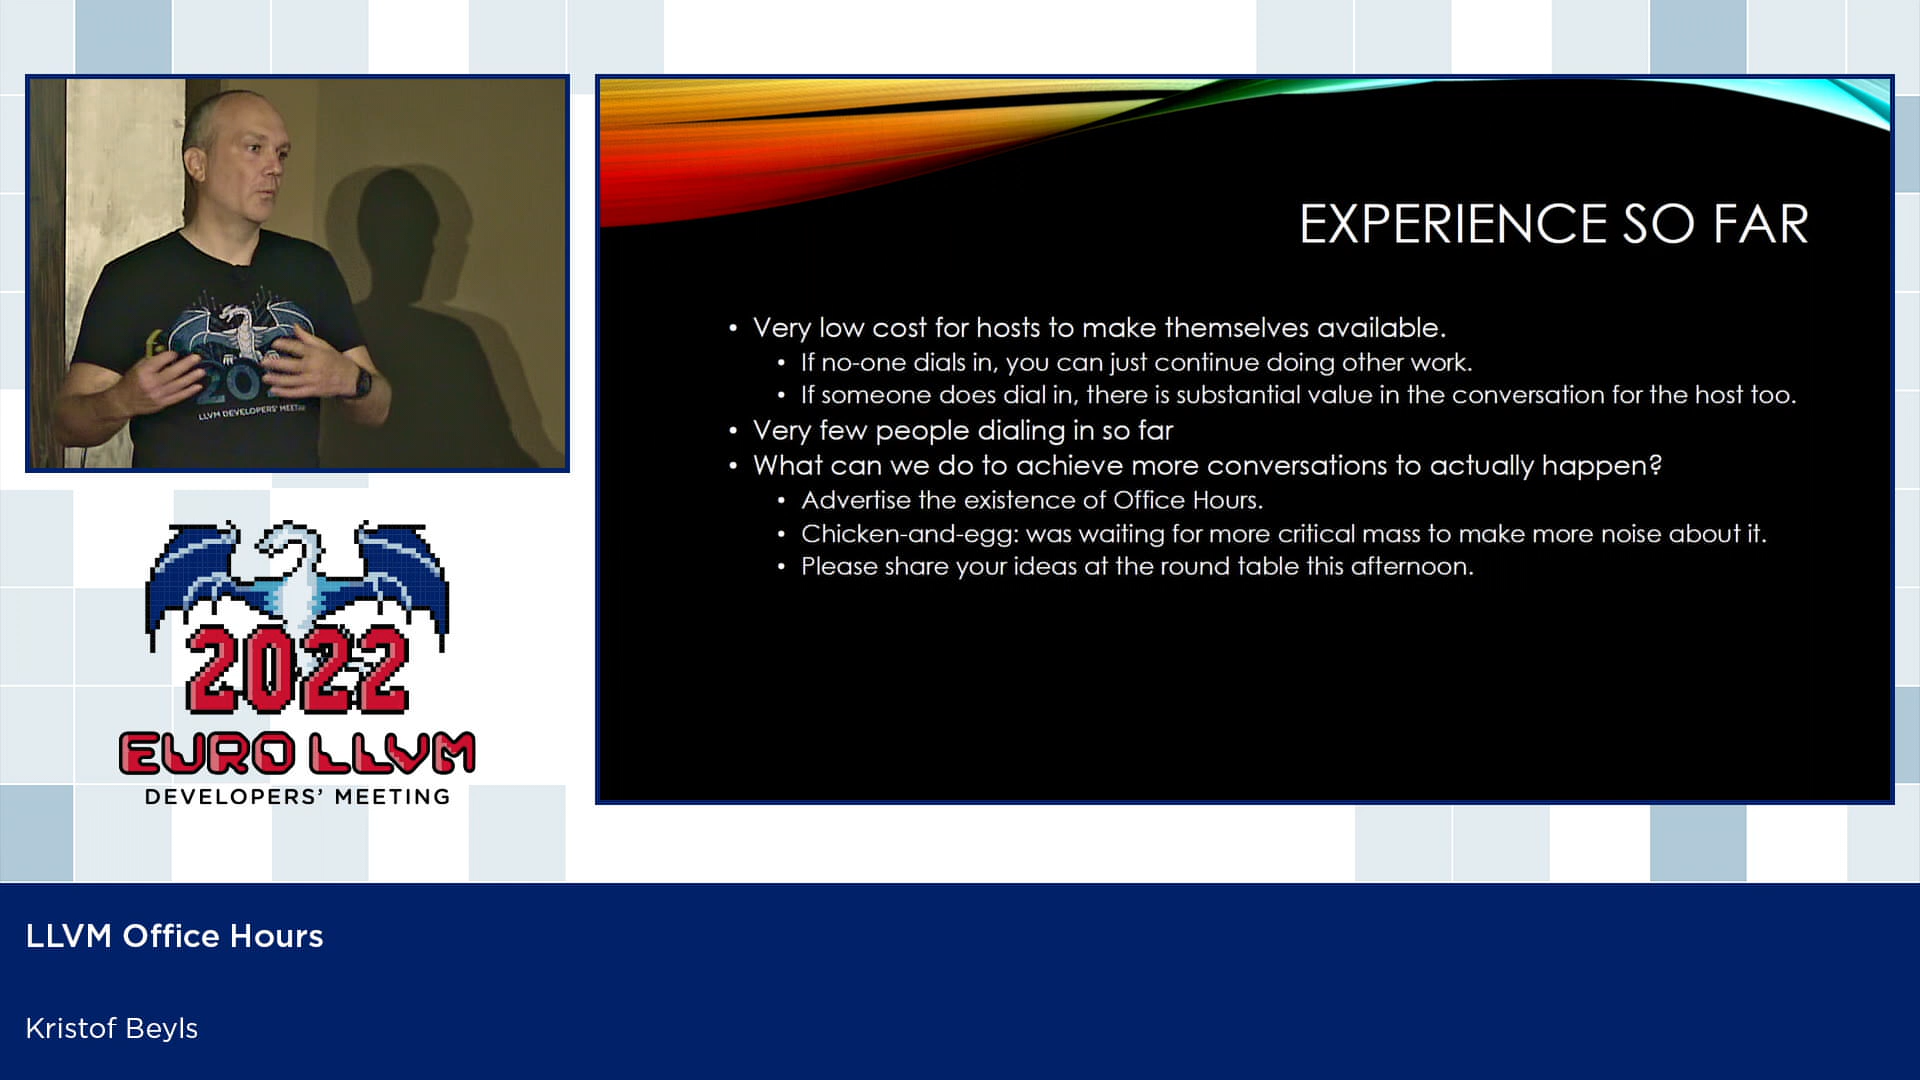 EXPERIENCE SO FAR
• Very low cost for hosts to make themselves available.
• If no-one dials in, you can just continue doing other work.
• If someone does dial in, there is substantial value in the conversation for the host too.
• Very few people dialing in so far
• What can we do to achieve more conversations to actually happen?
• Advertise the existence of Office Hours.
• Chicken-and-egg: was waiting for more critical mass to make more noise about it.
• Please share your ideas at the round table this afternoon.
LLVM DEVELOPERS'
2022
EURO LLVM
DEVELOPERS' MEETING
LLVM Office Hours
Kristof Beyls